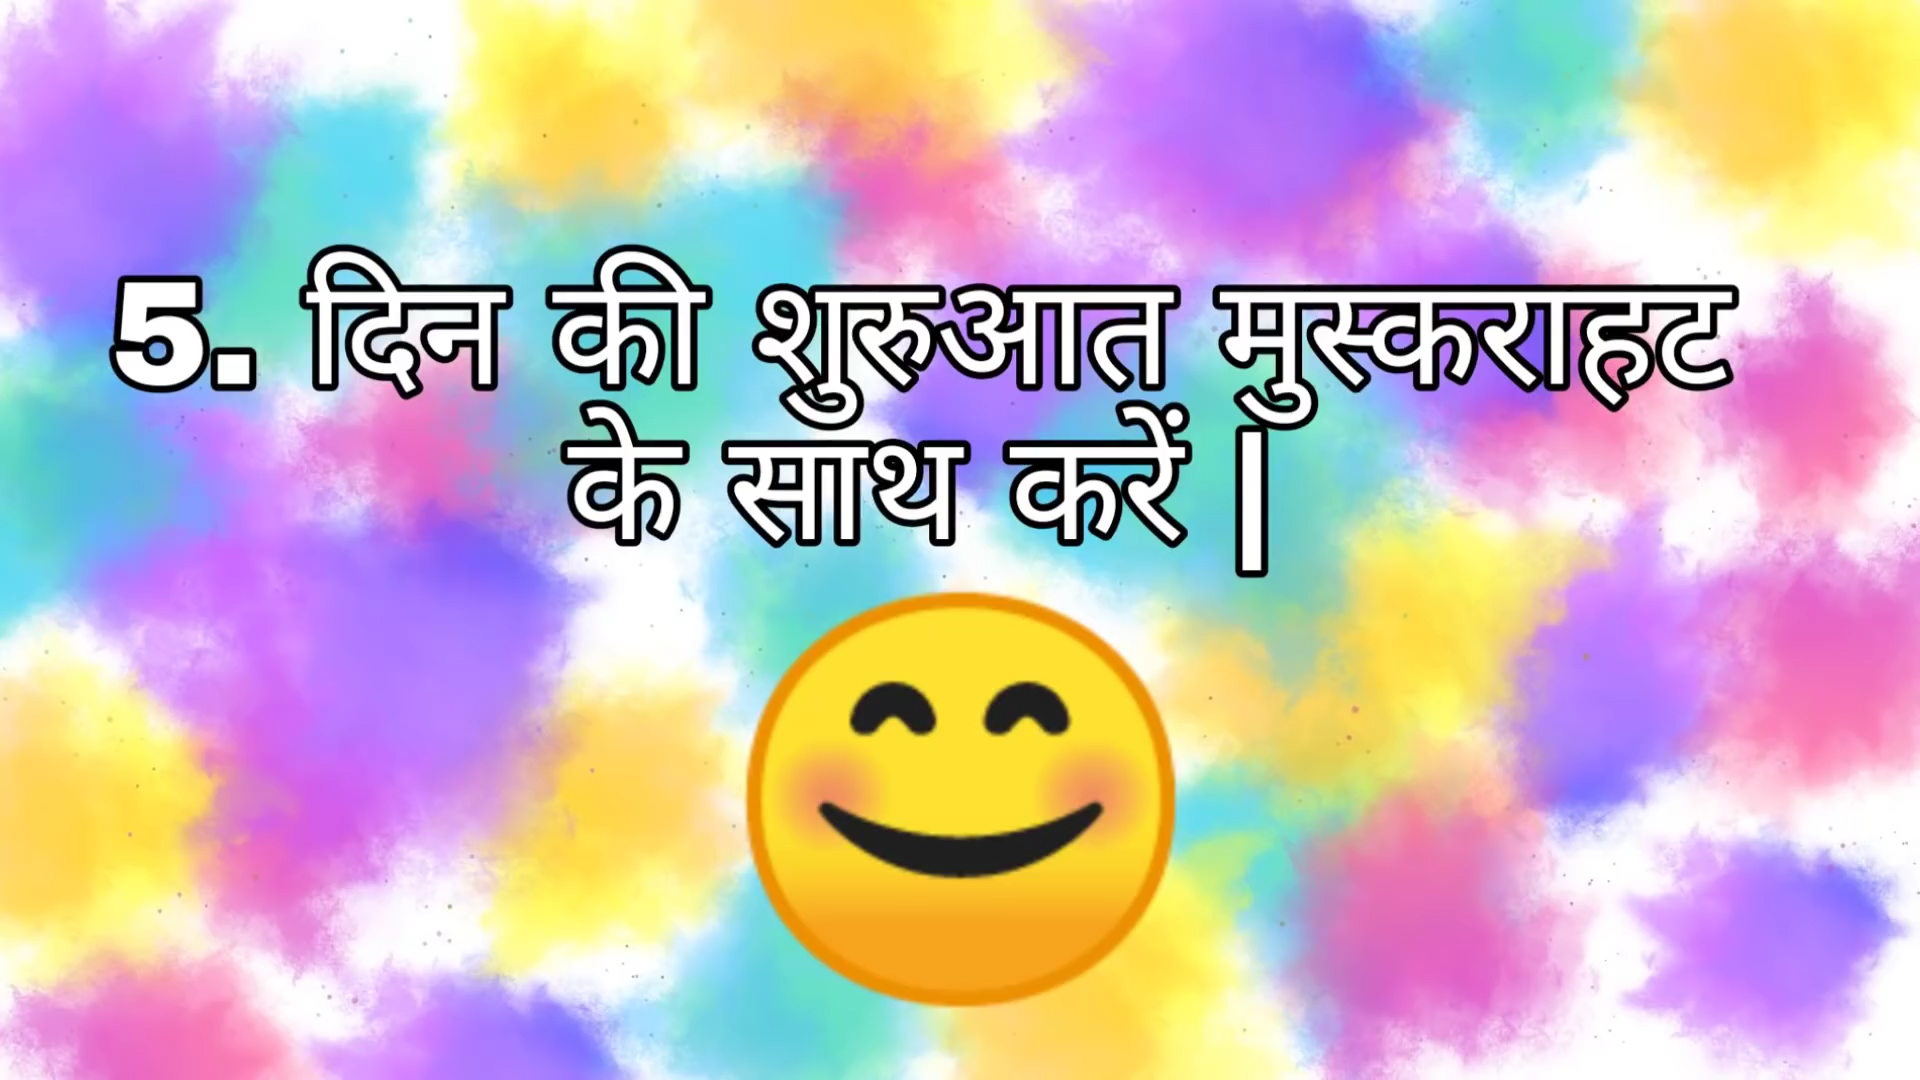 5. दिन की शुरुआत मुस्कराहट
के साथ करें |